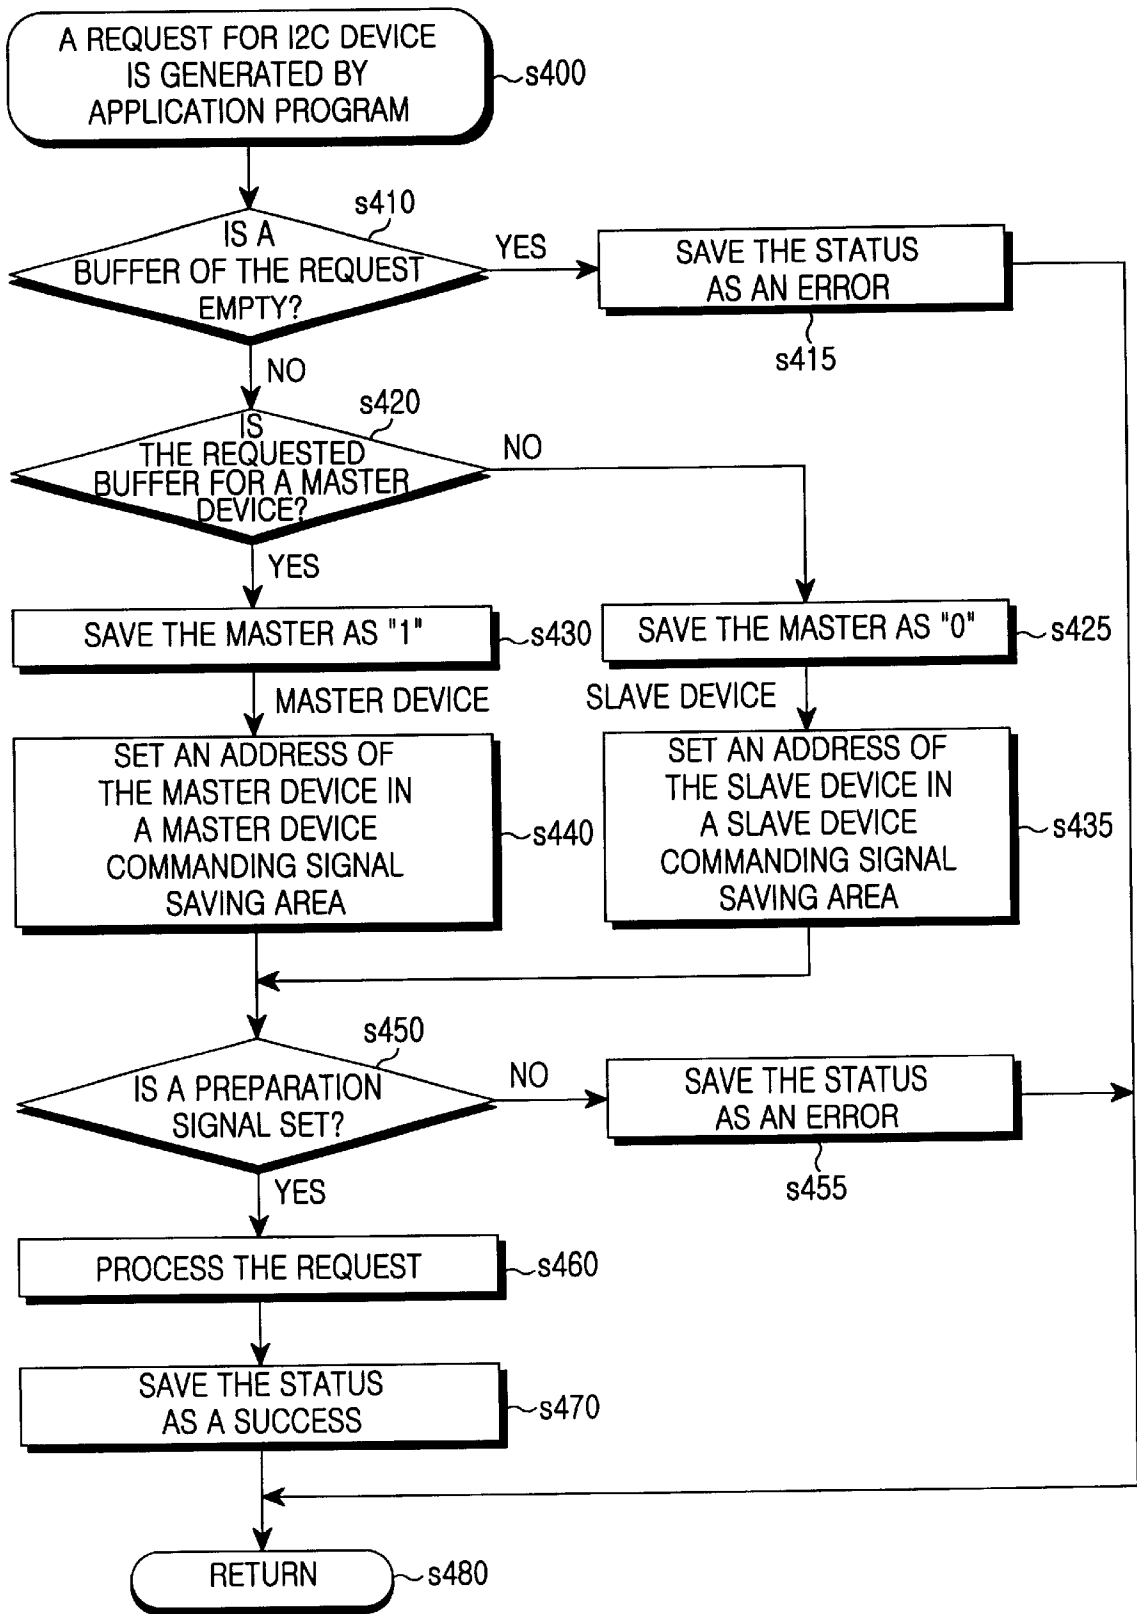 A REQUEST FOR I2C DEVICE
IS GENERATED BY
APPLICATION PROGRAM
s400
s410
IS A
BUFFER OF THE REQUEST
EMPTY?
YES
SAVE THE STATUS
AS AN ERROR
s415
NO
s420
IS
THE REQUESTED
BUFFER FOR A MASTER
DEVICE?
NO
YES
SAVE THE MASTER AS "1"
s430
SAVE THE MASTER AS "0"
s425
MASTER DEVICE
SLAVE DEVICE
SET AN ADDRESS OF
THE MASTER DEVICE IN
A MASTER DEVICE
COMMANDING SIGNAL
SAVING AREA
s440
SET AN ADDRESS OF
THE SLAVE DEVICE IN
A SLAVE DEVICE
COMMANDING SIGNAL
SAVING AREA
s435
s450
IS A PREPARATION
SIGNAL SET?
NO
SAVE THE STATUS
AS AN ERROR
s455
YES
PROCESS THE REQUEST
s460
SAVE THE STATUS
AS A SUCCESS
s470
RETURN
s480